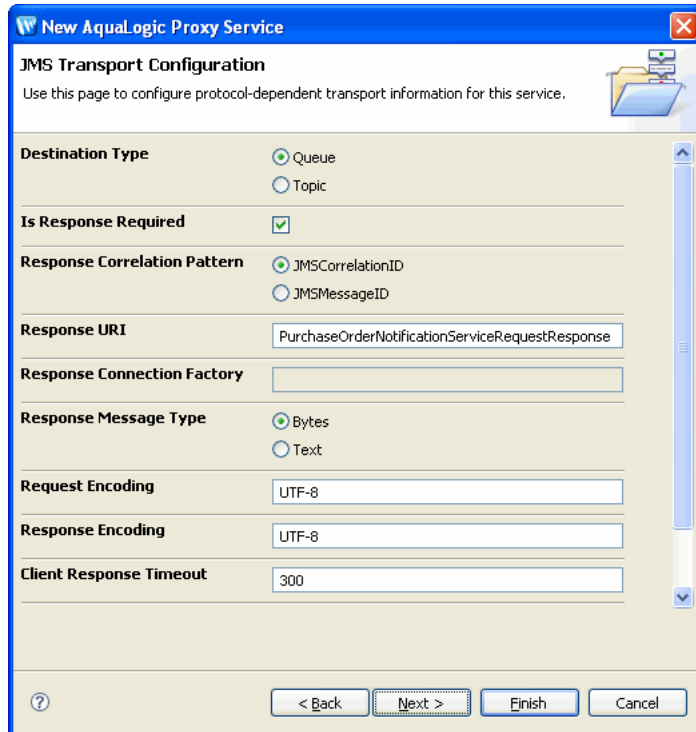 New AquaLogic Proxy Service
JMS Transport Configuration
Use this page to configure protocol-dependent transport information for this service.
Destination Type
Queue
Topic
Is Response Required
Response Correlation Pattern
JMSCorrelationID
JMSMessageID
Response URI
PurchaseOrderNotificationServiceRequestResponse
Response Connection Factory
Response Message Type
Bytes
Text
Request Encoding
UTF-8
Response Encoding
UTF-8
Client Response Timeout
300
?
< Back
Next >
Finish
Cancel